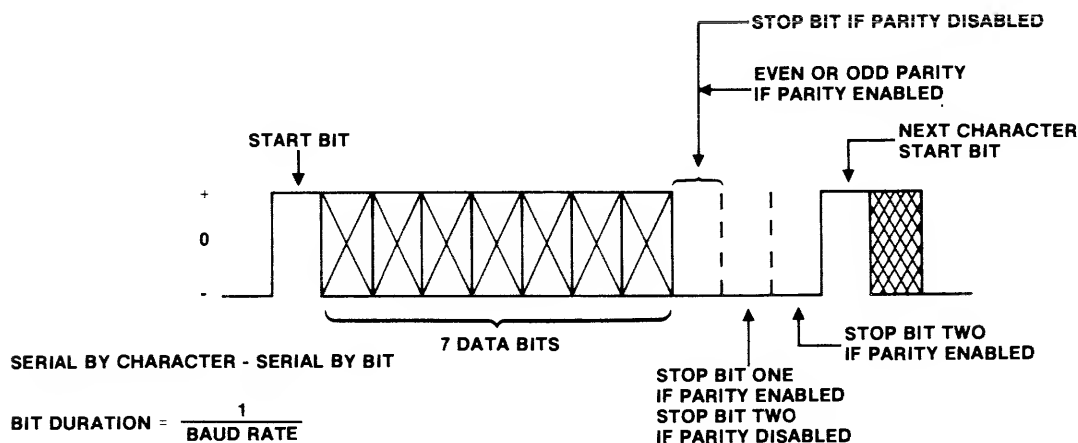 STOP BIT IF PARITY DISABLED
EVEN OR ODD PARITY
IF PARITY ENABLED
START BIT
NEXT CHARACTER
START BIT
+
0
-
7 DATA BITS
STOP BIT TWO
IF PARITY ENABLED
SERIAL BY CHARACTER - SERIAL BY BIT
STOP BIT ONE
IF PARITY ENABLED
STOP BIT TWO
IF PARITY DISABLED
BIT DURATION = 1
BAUD RATE